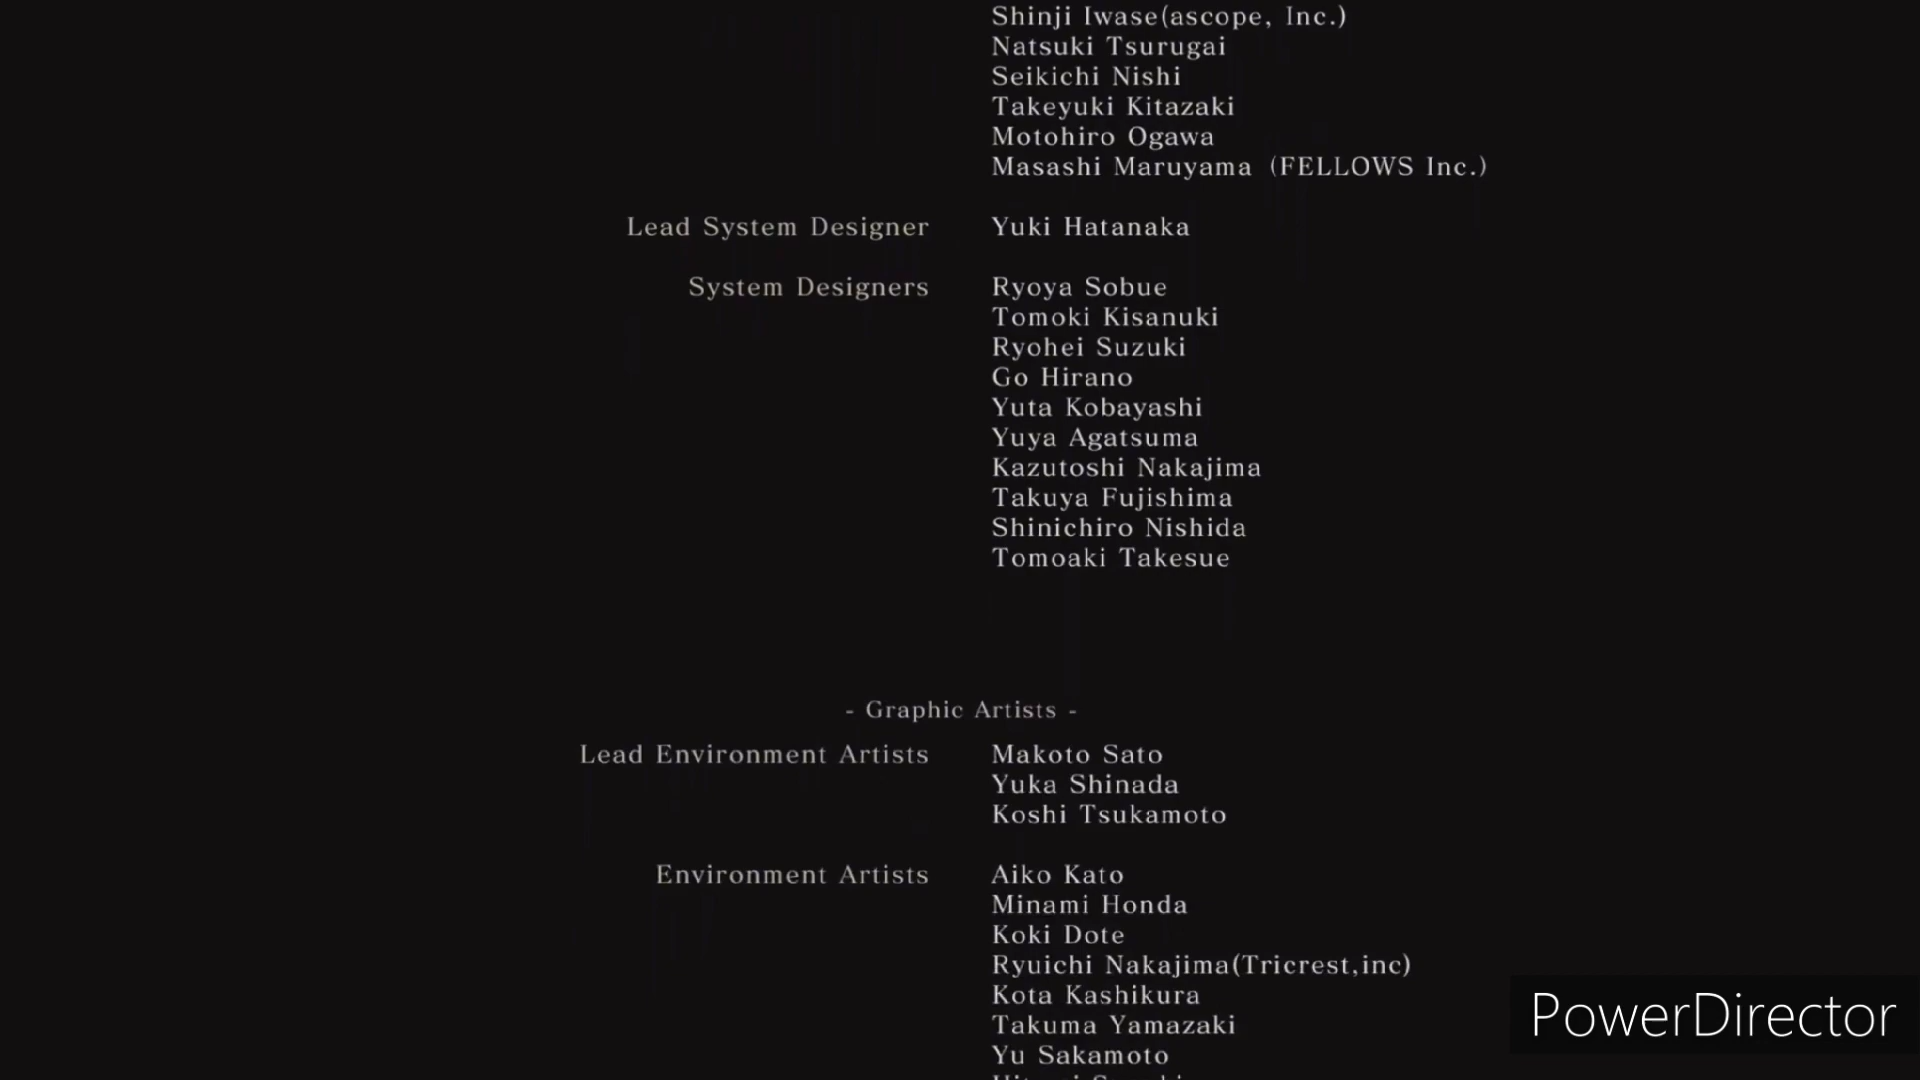 Shinji Iwase(ascope, Inc.)
Natsuki Tsurugai
Seikichi Nishi
Takeyuki Kitazaki
Motohiro Ogawa
Masashi Maruyama (FELLOWS Inc.)
Lead System Designer Yuki Hatanaka
System Designers Ryoya Sobue
Tomoki Kisanuki
Ryohei Suzuki
Go Hirano
Yuta Kobayashi
Yuya Agatsuma
Kazutoshi Nakajima
Takuya Fujishima
Shinichiro Nishida
Tomoaki Takesue
- Graphic Artists -
Lead Environment Artists Makoto Sato
Yuka Shinada
Koshi Tsukamoto
Environment Artists Aiko Kato
Minami Honda
Koki Dote
Ryuichi Nakajima(Tricrest,inc)
Kota Kashikura
Takuma Yamazaki
Yu Sakamoto
PowerDirector